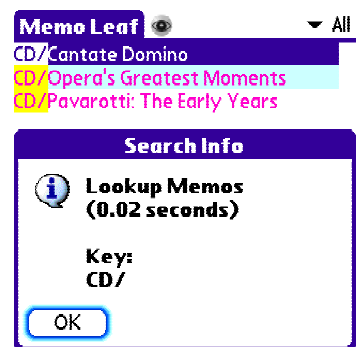 Memo Leaf All
CD/Cantate Domino
CD/Opera's Greatest Moments
CD/Pavarotti: The Early Years
Search Info
Lookup Memos
(0.02 seconds)
Key:
CD/
OK